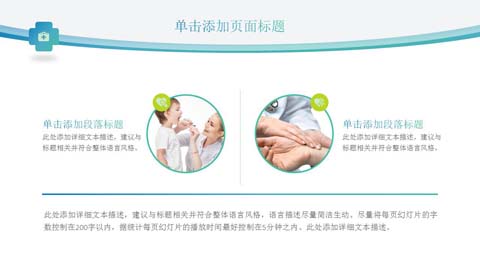 单击添加页面标题
单击添加段落标题
此处添加详细文本描述，建议与
标题相关并符合整体语言风格。
单击添加段落标题
此处添加详细文本描述，建议与
标题相关并符合整体语言风格。
此处添加详细文本描述，建议与标题相关并符合整体语言风格，语言描述尽量简洁生动。尽量将每页幻灯片的字
数控制在200字以内，据统计每页幻灯片的播放时间最好控制在5分钟之内。此处添加详细文本描述。